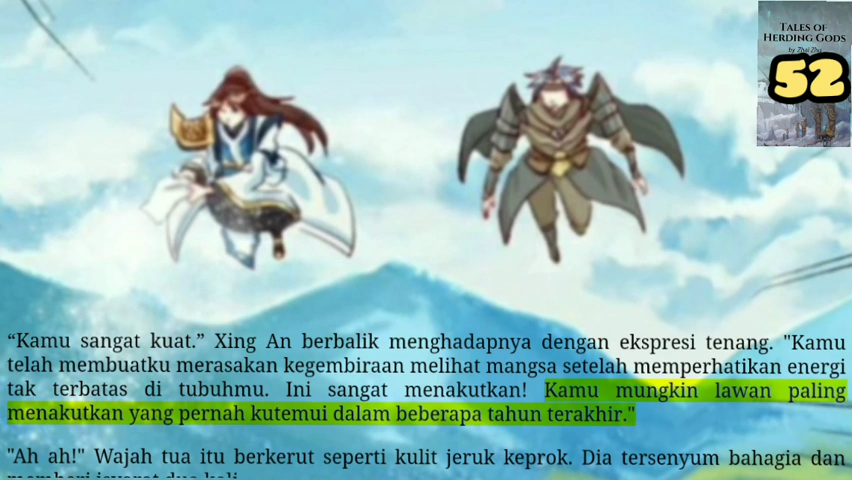 TALES OF
HERDING GODS
by Zhai Zhu
52
“Kamu sangat kuat.” Xing An berbalik menghadapnya dengan ekspresi tenang. "Kamu
telah membuatku merasakan kegembiraan melihat mangsa setelah memperhatikan energi
tak terbatas di tubuhmu. Ini sangat menakutkan! Kamu mungkin lawan paling
menakutkan yang pernah kutemui dalam beberapa tahun terakhir."
"Ah ah!" Wajah tua itu berkerut seperti kulit jeruk keprok. Dia tersenyum bahagia dan